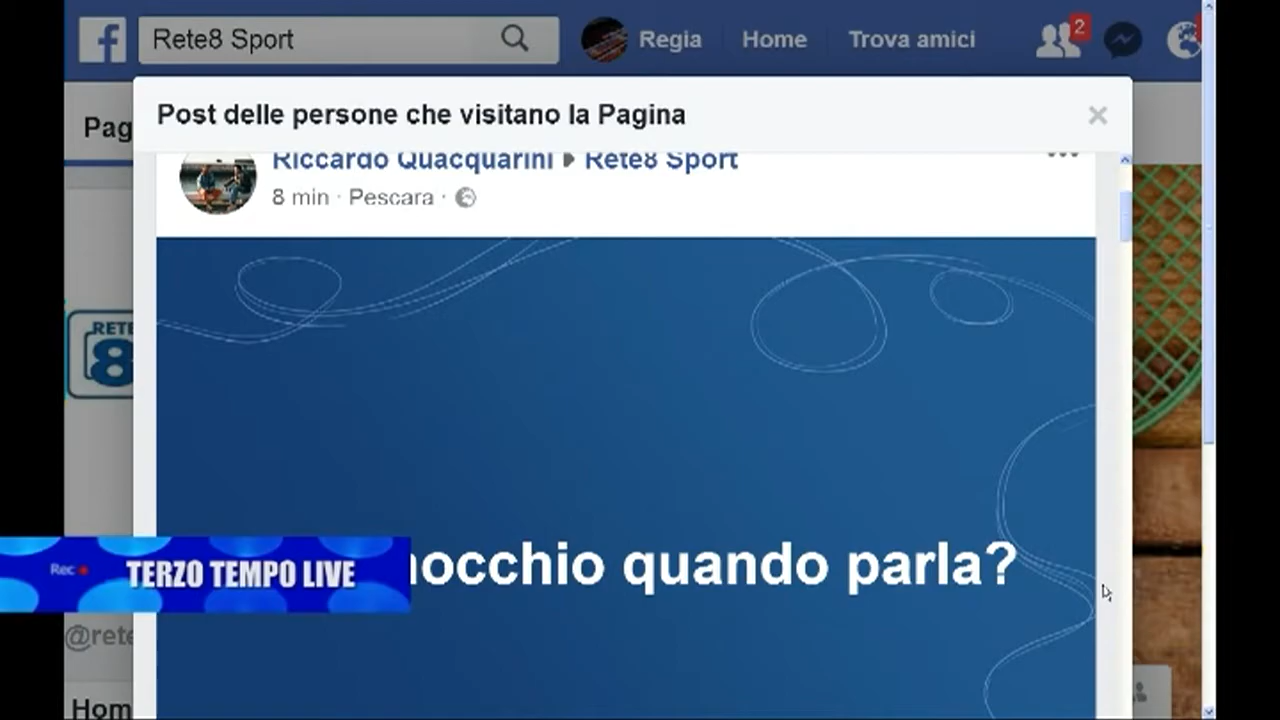 Rete8 Sport
Regia
Home
Trova amici
2
Pag
Post delle persone che visitano la Pagina
Riccardo Quacquarini
Rete8 Sport
8 min · Pescara ·
RETE
8
nocchio quando parla?
Rec
TERZO TEMPO LIVE
@rete
Hom